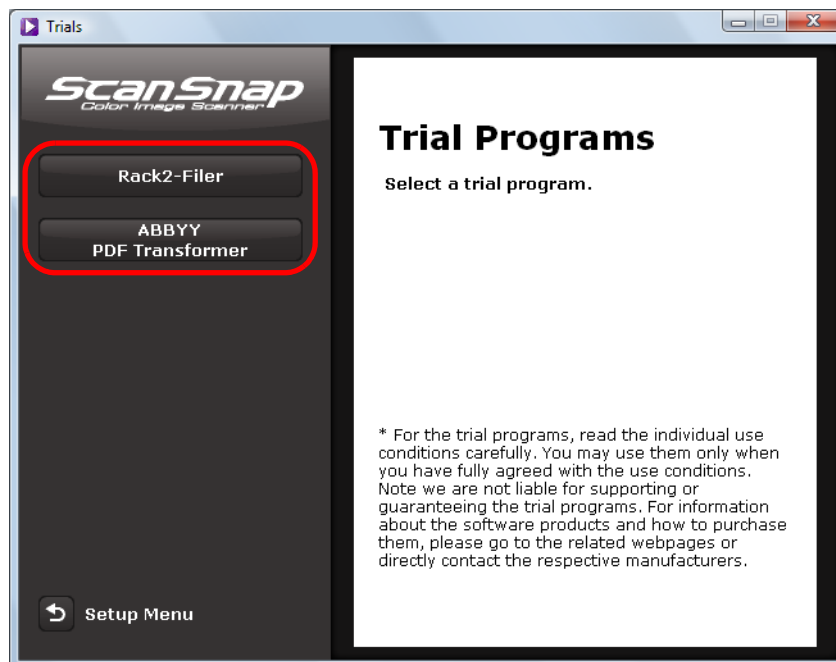 Trials
ScanSnap
Color Image Scanner
Rack2-Filer
ABBYY
PDF Transformer
Setup Menu
Trial Programs
Select a trial program.
* For the trial programs, read the individual use
conditions carefully. You may use them only when
you have fully agreed with the use conditions.
Note we are not liable for supporting or
guaranteeing the trial programs. For information
about the software products and how to purchase
them, please go to the related webpages or
directly contact the respective manufacturers.